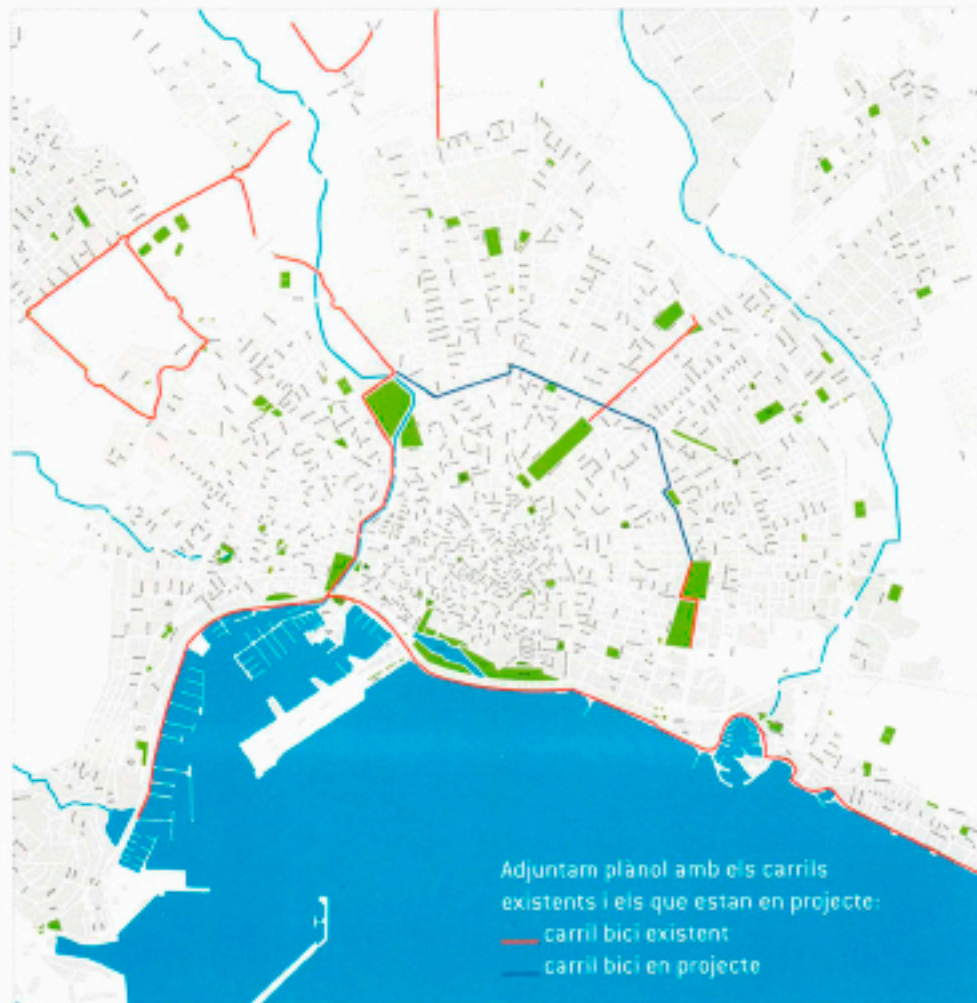 Adjuntam plànol amb els carrils
existents i els que estan en projecte:
carril bici existent
carril bici en projecte